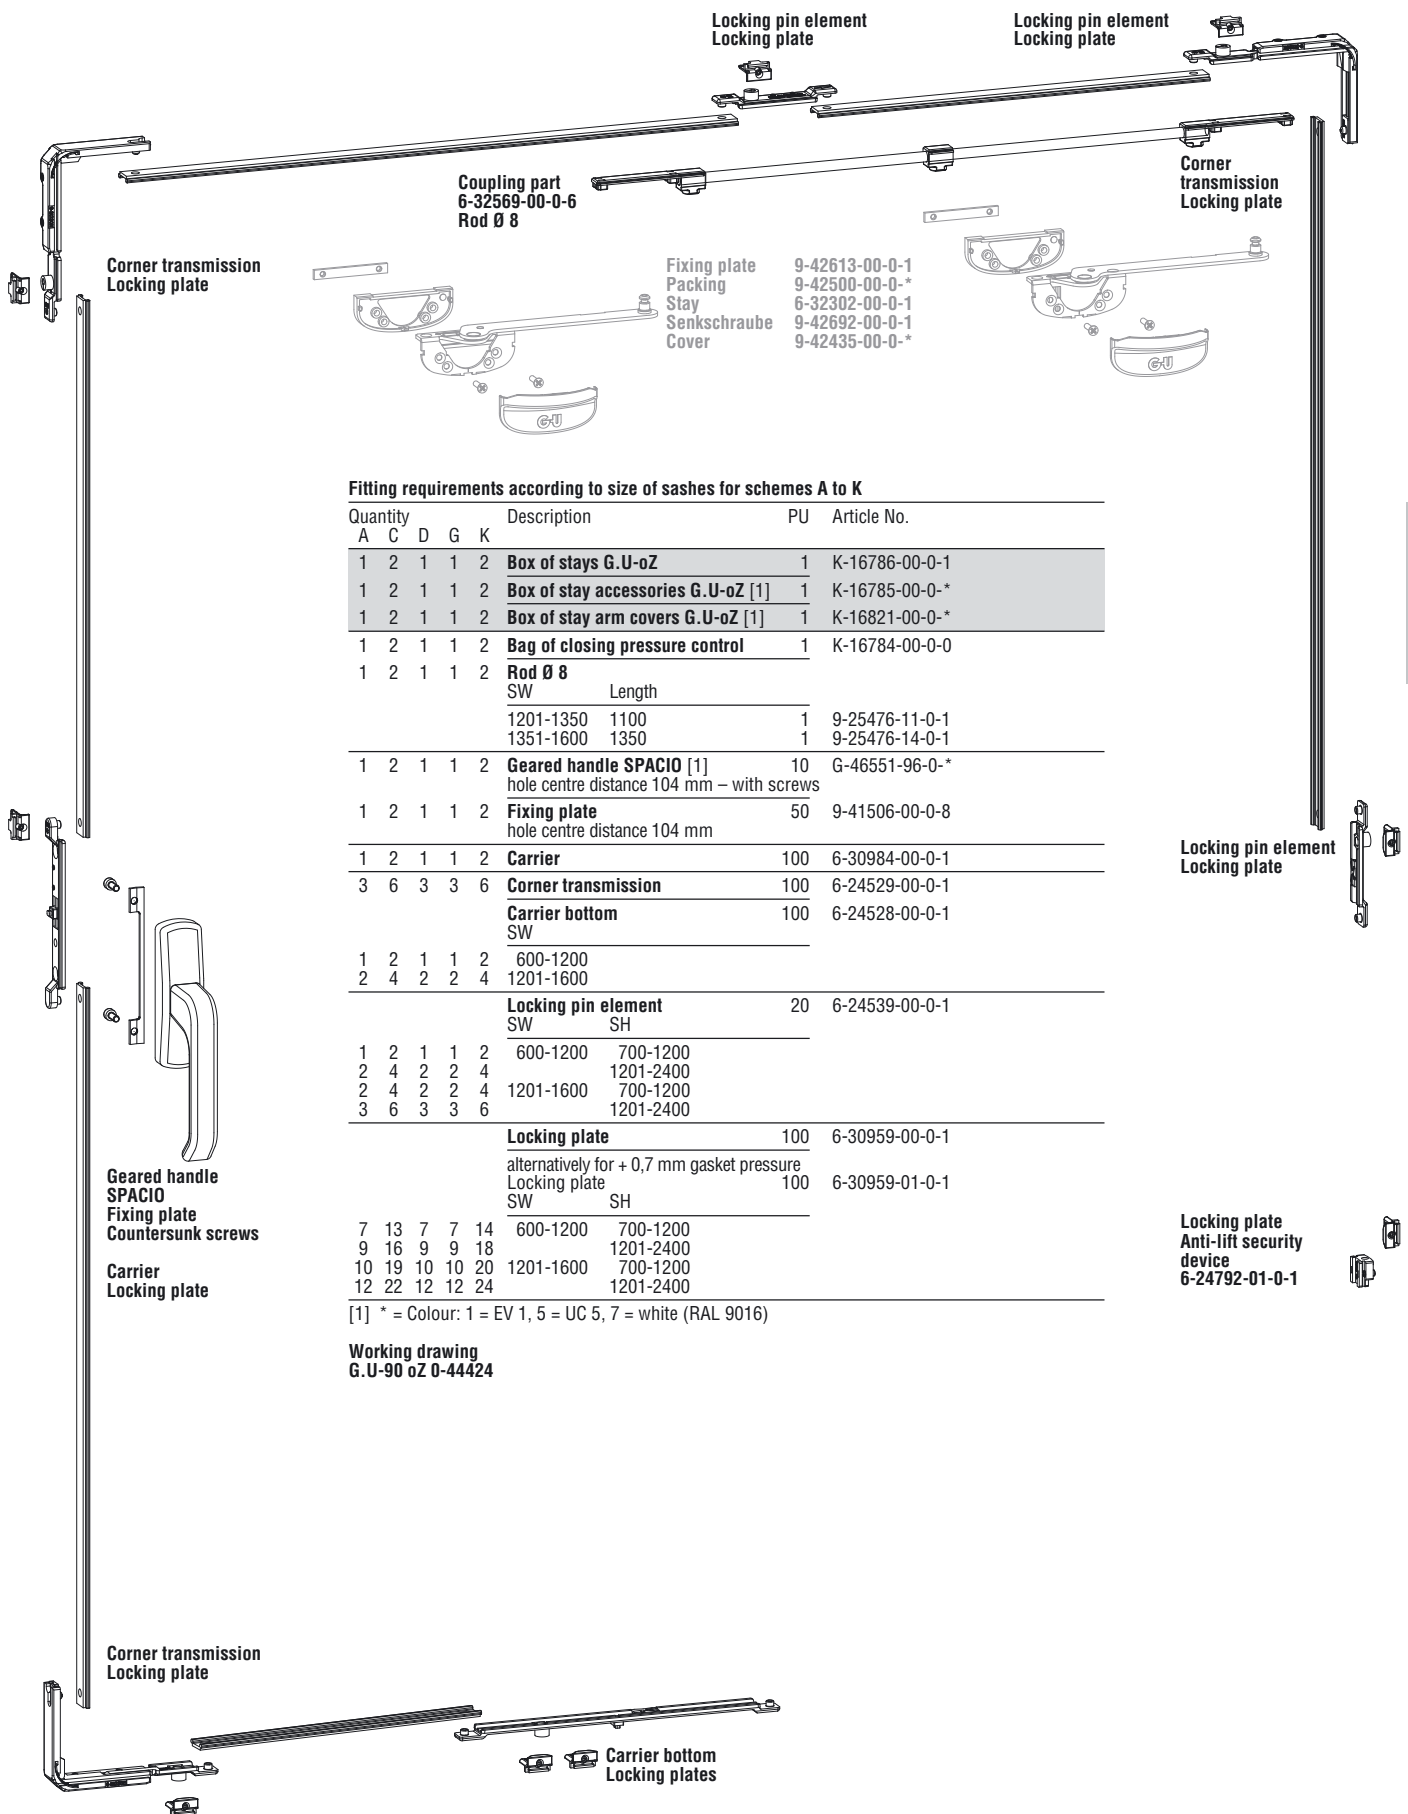 Locking pin element
Locking plate
Locking pin element
Locking plate
Coupling part
6-32569-00-0-6
Rod Ø 8
Corner
transmission
Locking plate
Corner transmission
Locking plate
Fixing plate 9-42613-00-0-1
Packing 9-42500-00-0-*
Stay 6-32302-00-0-1
Senkschraube 9-42692-00-0-1
Cover 9-42435-00-0-*
G-U
G-U
Fitting requirements according to size of sashes for schemes A to K
Quantity Description PU Article No.
A C D G K
1 2 1 1 2 Box of stays G.U-oZ 1 K-16786-00-0-1
1 2 1 1 2 Box of stay accessories G.U-oZ [1] 1 K-16785-00-0-*
1 2 1 1 2 Box of stay arm covers G.U-oZ [1] 1 K-16821-00-0-*
1 2 1 1 2 Bag of closing pressure control 1 K-16784-00-0-0
1 2 1 1 2 Rod Ø 8
SW Length
1201-1350 1100 1 9-25476-11-0-1
1351-1600 1350 1 9-25476-14-0-1
1 2 1 1 2 Geared handle SPACIO [1] 10 G-46551-96-0-*
hole centre distance 104 mm – with screws
1 2 1 1 2 Fixing plate 50 9-41506-00-0-8
hole centre distance 104 mm
1 2 1 1 2 Carrier 100 6-30984-00-0-1
3 6 3 3 6 Corner transmission 100 6-24529-00-0-1
Carrier bottom 100 6-24528-00-0-1
SW
1 2 1 1 2 600-1200
2 4 2 2 4 1201-1600
Locking pin element 20 6-24539-00-0-1
SW SH
1 2 1 1 2 600-1200 700-1200
2 4 2 2 4 1201-2400
2 4 2 2 4 1201-1600 700-1200
3 6 3 3 6 1201-2400
Locking plate 100 6-30959-00-0-1
alternatively for + 0,7 mm gasket pressure
Locking plate 100 6-30959-01-0-1
SW SH
7 13 7 7 14 600-1200 700-1200
9 16 9 9 18 1201-2400
10 19 10 10 20 1201-1600 700-1200
12 22 12 12 24 1201-2400
[1] * = Colour: 1 = EV 1, 5 = UC 5, 7 = white (RAL 9016)
Working drawing
G.U-90 oZ 0-44424
Locking pin element
Locking plate
Geared handle
SPACIO
Fixing plate
Countersunk screws
Carrier
Locking plate
Locking plate
Anti-lift security
device
6-24792-01-0-1
Corner transmission
Locking plate
Carrier bottom
Locking plates